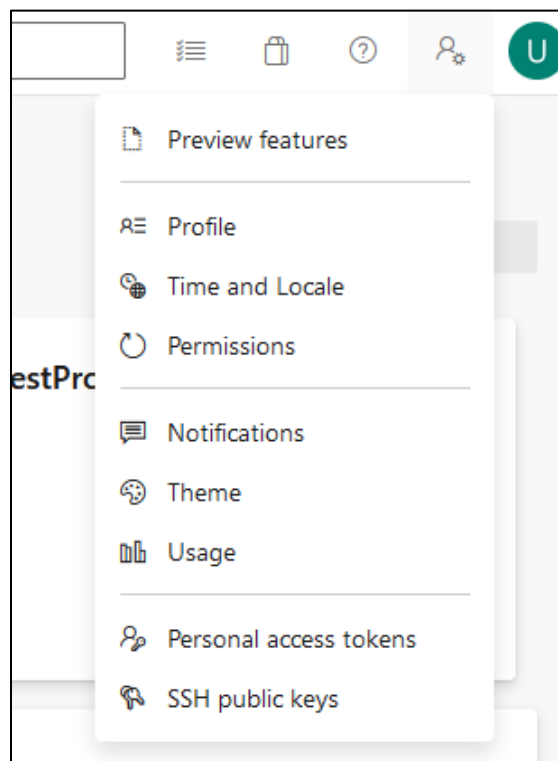 U
Preview features
Profile
Time and Locale
Permissions
estPro
Notifications
Theme
Usage
Personal access tokens
SSH public keys